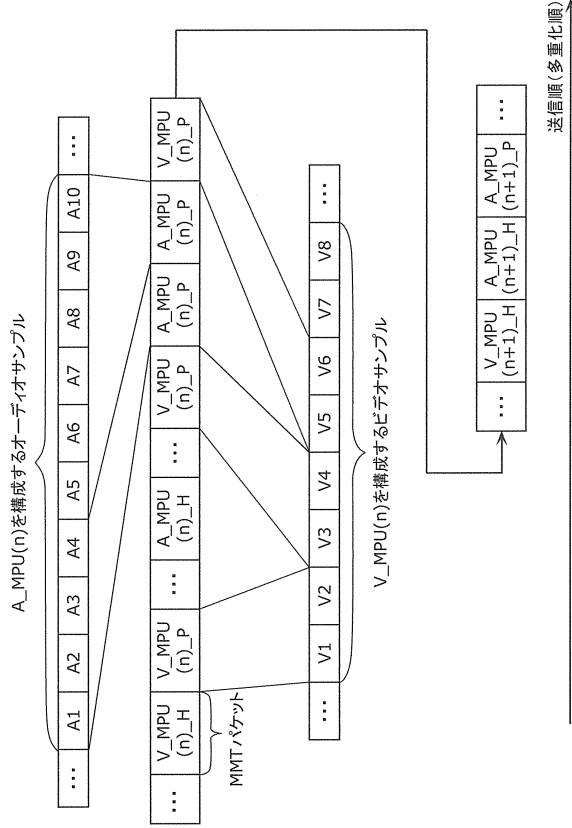 A_MPU(n)を構成するオーディオサンプル
… A1 A2 A3 A4 A5 A6 A7 A8 A9 A10 …
… V_MPU (n)_H V_MPU (n)_P … A_MPU (n)_H … V_MPU (n)_P A_MPU (n)_P A_MPU (n)_P V_MPU (n)_P
MMTパケット
… V1 V2 V3 V4 V5 V6 V7 V8 …
V_MPU(n)を構成するビデオサンプル
… V_MPU (n+1)_H A_MPU (n+1)_H A_MPU (n+1)_P …
送信順(多重化順)